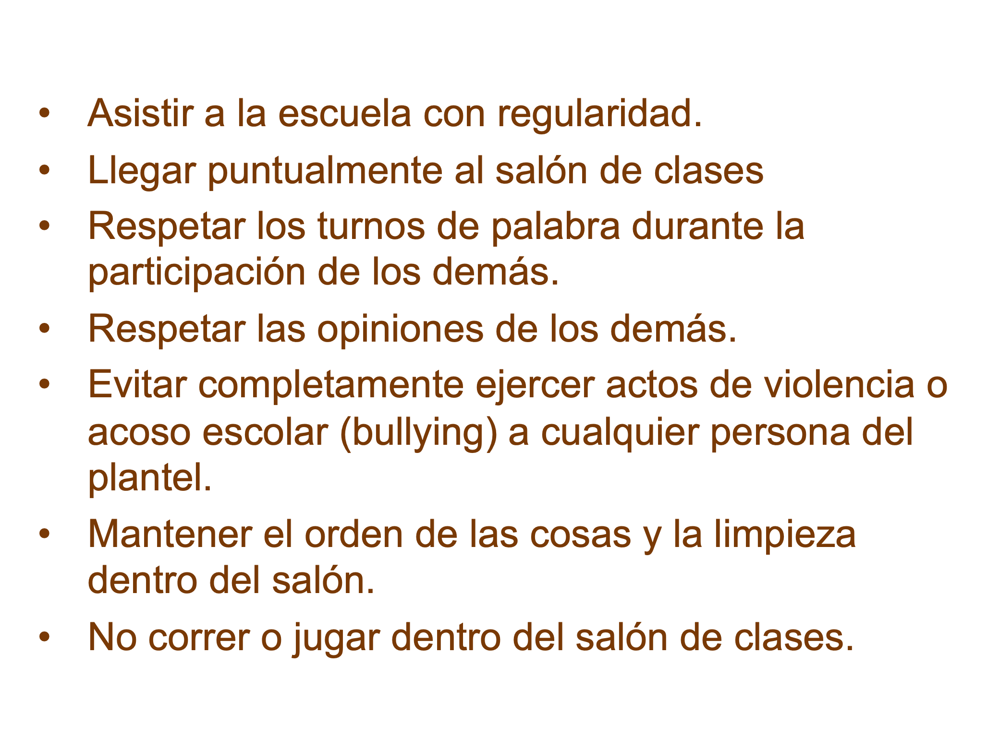 • Asistir a la escuela con regularidad.
• Llegar puntualmente al salón de clases
• Respetar los turnos de palabra durante la
participación de los demás.
• Respetar las opiniones de los demás.
• Evitar completamente ejercer actos de violencia o
acoso escolar (bullying) a cualquier persona del
plantel.
• Mantener el orden de las cosas y la limpieza
dentro del salón.
• No correr o jugar dentro del salón de clases.